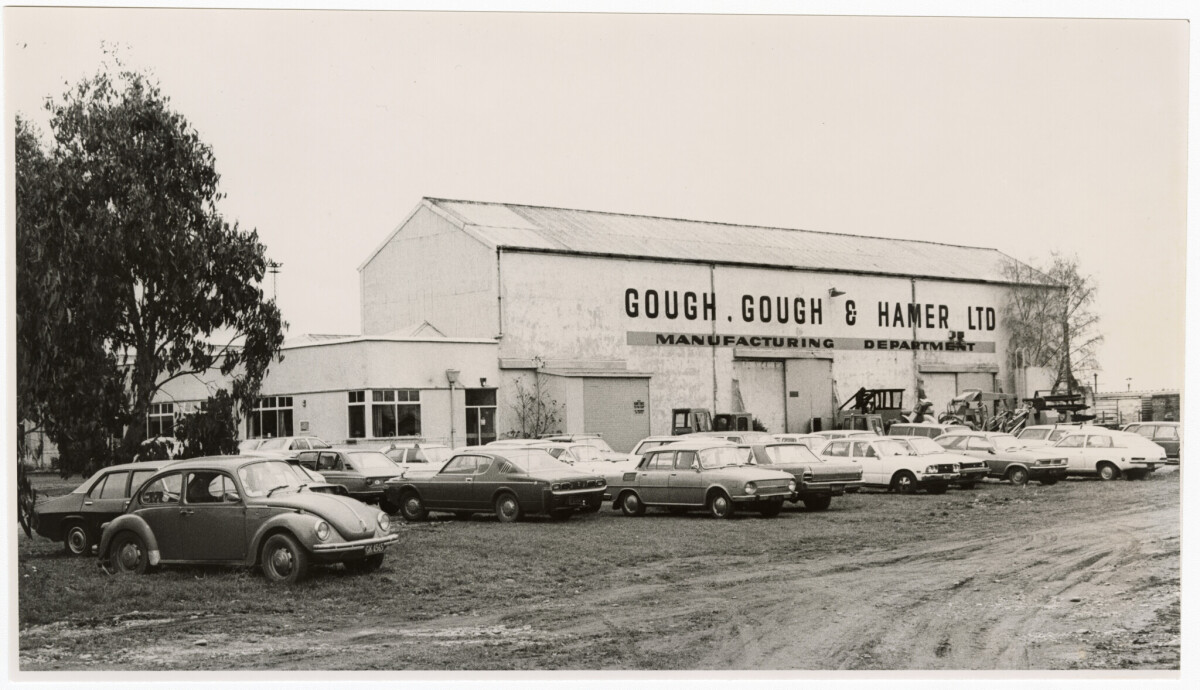 GOUGH, GOUGH & HAMER LTD
MANUFACTURING DEPARTMENT